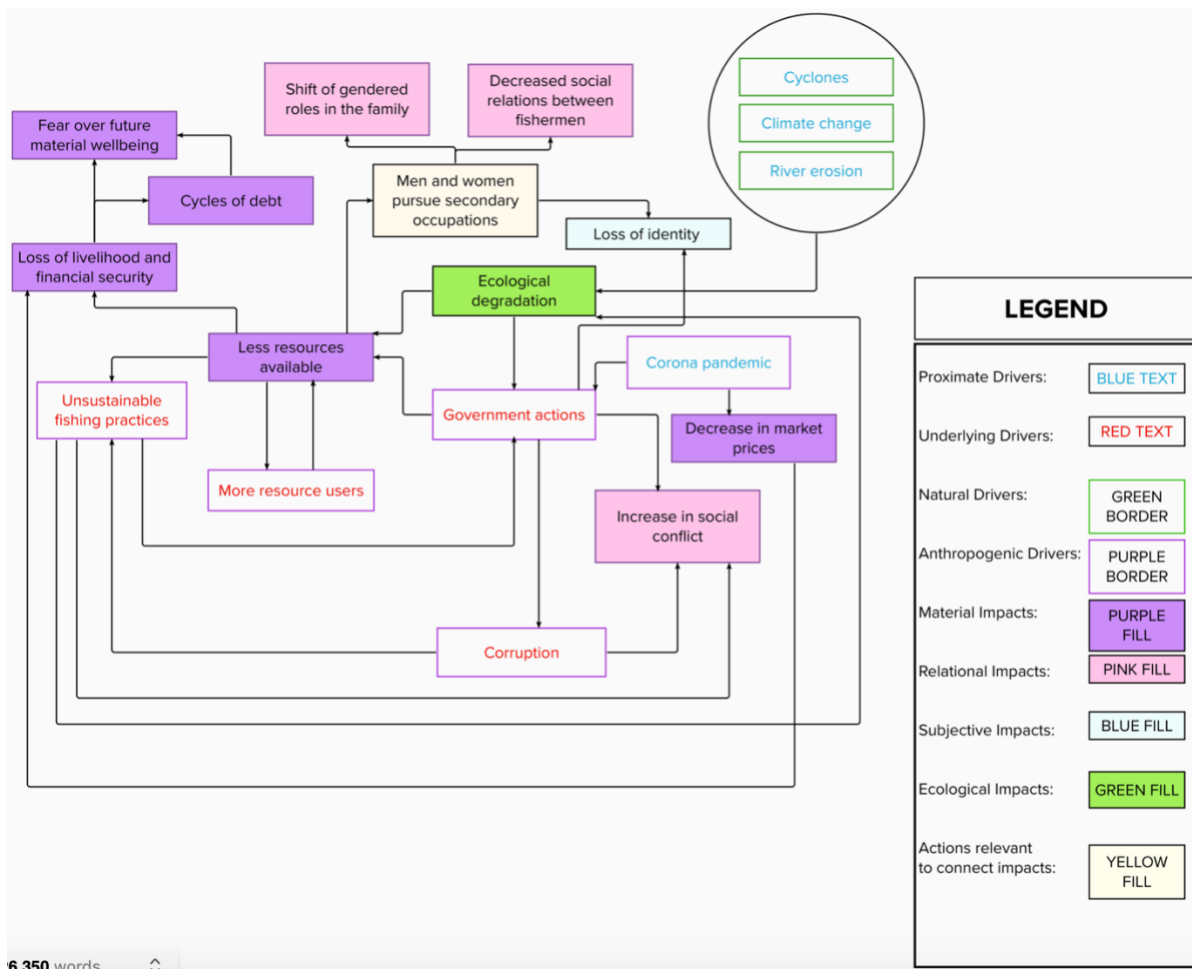 Shift of gendered
roles in the family
Decreased social
relations between
fishermen
Cyclones
Climate change
River erosion
Fear over future
material wellbeing
Cycles of debt
Men and women
pursue secondary
occupations
Loss of identity
Loss of livelihood and
financial security
Ecological
degradation
Less resources
available
Corona pandemic
Unsustainable
fishing practices
Government actions
Decrease in market
prices
More resource users
Increase in social
conflict
Corruption
LEGEND
Proximate Drivers:
BLUE TEXT
Underlying Drivers:
RED TEXT
Natural Drivers:
GREEN
BORDER
Anthropogenic Drivers:
PURPLE
BORDER
Material Impacts:
PURPLE
FILL
Relational Impacts:
PINK FILL
Subjective Impacts:
BLUE FILL
Ecological Impacts:
GREEN FILL
Actions relevant
to connect impacts:
YELLOW
FILL
6 350 words